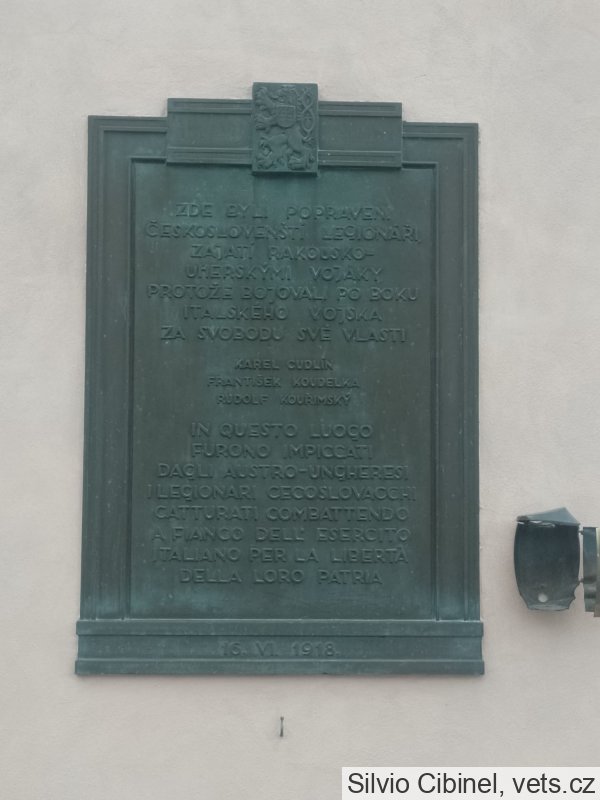 ZDE BYLI POPRAVENI
ČESKOSLOVENŠTÍ LEGIONÁŘI
ZAJATÍ RAKOUSKO-
UHERSKÝMI VOJÁKY
PROTOŽE BOJOVALI PO BOKU
ITALSKÉHO VOJSKA
ZA SVOBODU SVÉ VLASTI
KAREL CUDLÍN
FRANTIŠEK KOUDELKA
RUDOLF KOUŘIMSKÝ
IN QUESTO LUOGO
FURONO IMPICCATI
DAGLI AUSTRO-UNGHERESI
I LEGIONARI CECOSLOVACCHI
CATTURATI COMBATTENDO
A FIANCO DELL' ESERCITO
ITALIANO PER LA LIBERTÀ
DELLA LORO PATRIA
16. VI. 1918.
Silvio Cibinel, vets.cz